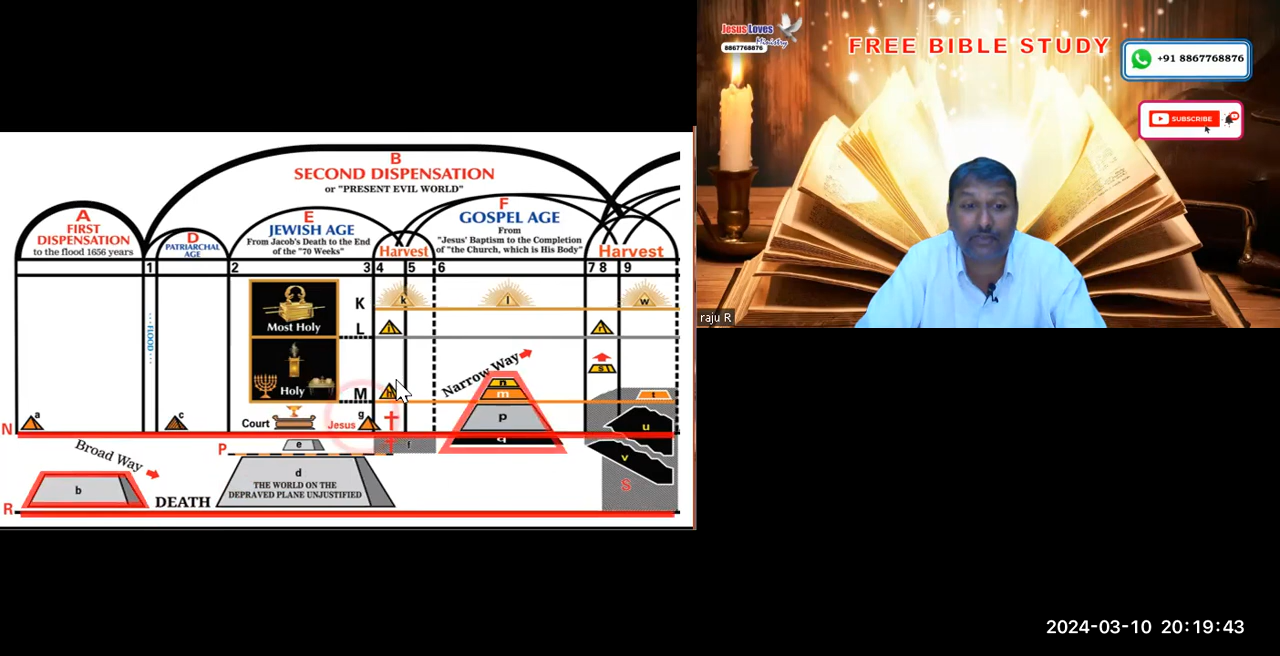 B
SECOND DISPENSATION
or "PRESENT EVIL WORLD"
A
FIRST
DISPENSATION
to the flood 1656 years
D
PATRIARCHAL
AGE
E
JEWISH AGE
From Jacob's Death to the End
of the "70 Weeks"
Harvest
F
GOSPEL AGE
From
"Jesus' Baptism to the Completion
of "the Church, which is His Body"
Harvest
1 2 3 4 5 6 7 8 9
FLOOD
Most Holy
Holy
Court
Jesus
K
L
M
N
P
R
k l w
i r
s
h
Narrow Way
n
m
p
q
t
u
v
S
a c g
f
e
Broad Way
b
DEATH
d
THE WORLD ON THE
DEPRAVED PLANE UNJUSTIFIED
Jesus Loves
Ministry
8867768876
FREE BIBLE STUDY
+91 8867768876
SUBSCRIBE
raju R
2024-03-10 20:19:43